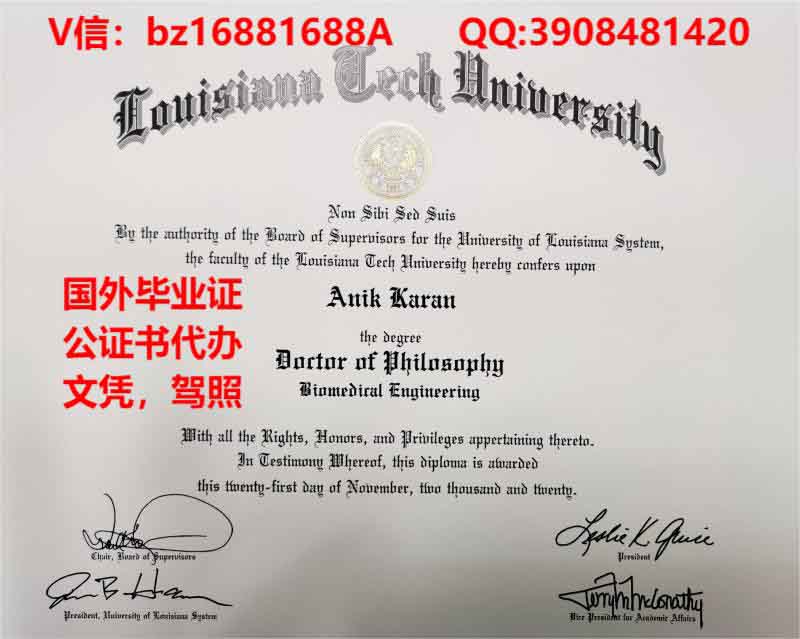 V信：bz16881688A QQ:3908481420
Louisiana Tech University
Non Sibi Sed Suis
By the authority of the Board of Supervisors for the University of Louisiana System,
the faculty of the Louisiana Tech University hereby confers upon
国外毕业证
Anik Karan
公证书代办
the degree
Doctor of Philosophy
文凭，驾照
Biomedical Engineering
With all the Rights, Honors, and Privileges appertaining thereto.
In Testimony Whereof, this diploma is awarded
this twenty-first day of November, two thousand and twenty.
Chair, Board of Supervisors
Leslie K Guice
President
President, University of Louisiana System
Terry M McConathy
Vice President for Academic Affairs